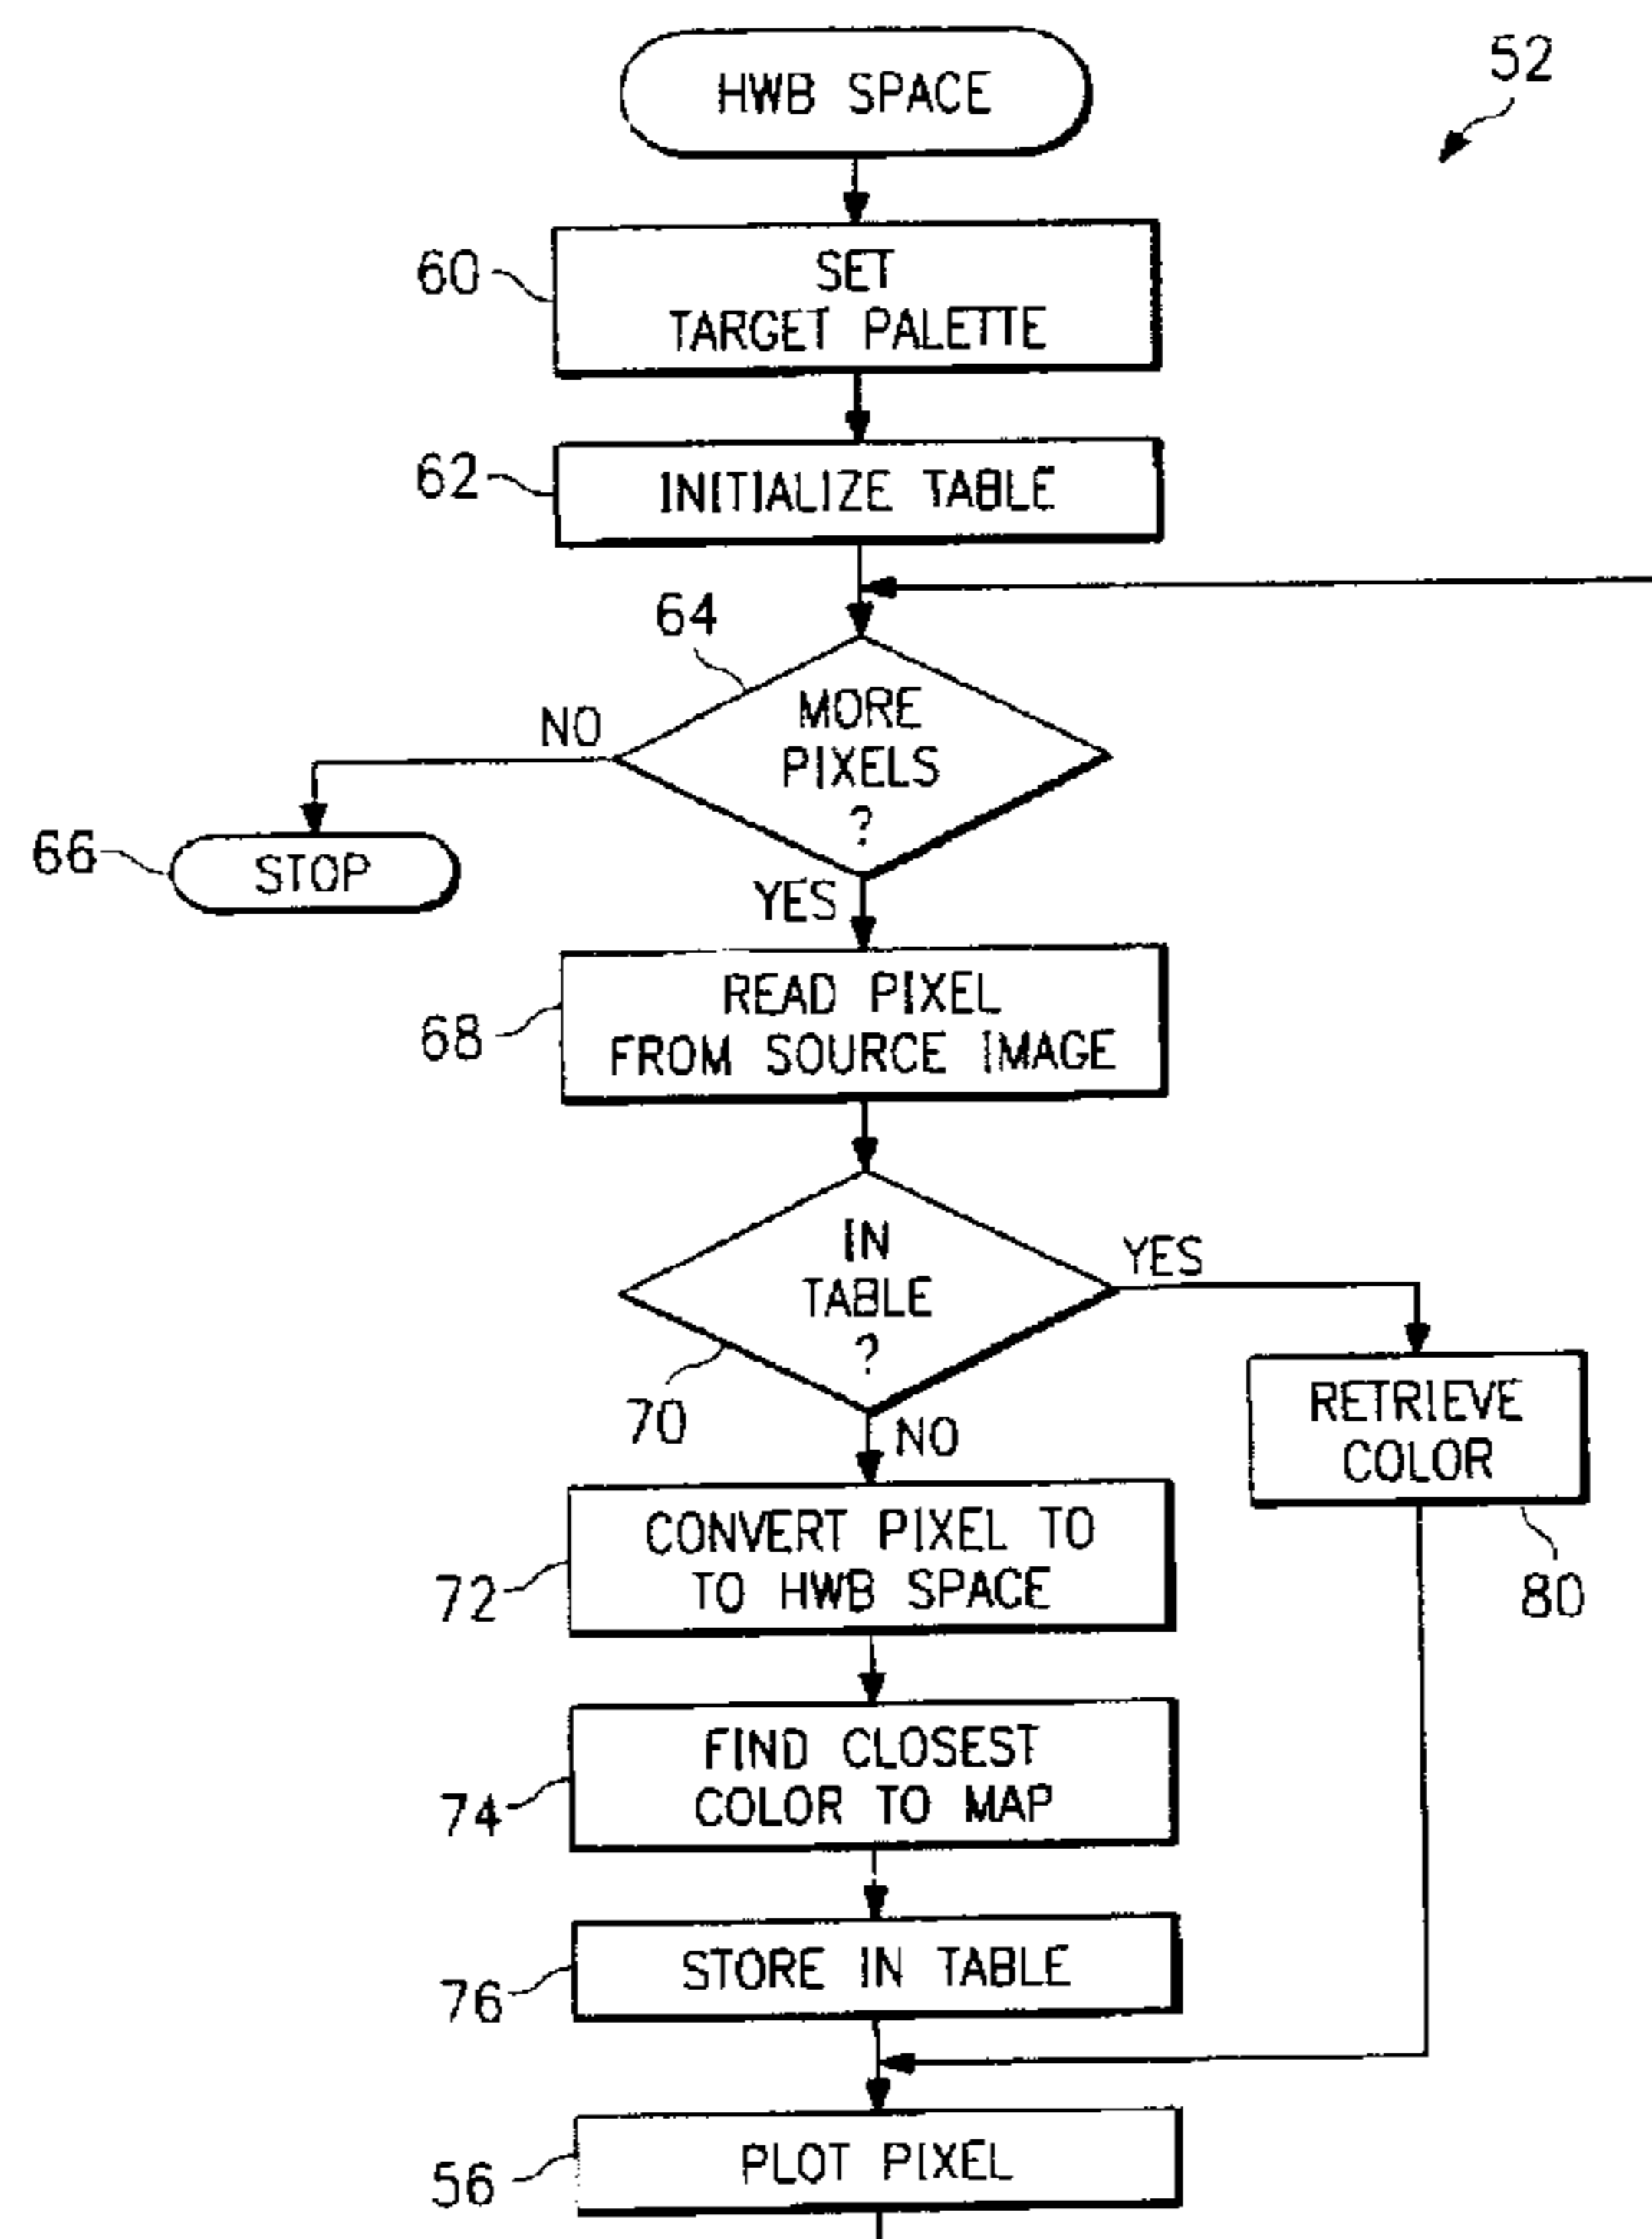 HWB SPACE
52
60
SET
TARGET PALETTE
62
INITIALIZE TABLE
64
MORE
PIXELS
?
NO
66
STOP
YES
68
READ PIXEL
FROM SOURCE IMAGE
IN
TABLE
?
YES
70
NO
RETRIEVE
COLOR
80
72
CONVERT PIXEL TO
TO HWB SPACE
74
FIND CLOSEST
COLOR TO MAP
76
STORE IN TABLE
56
PLOT PIXEL